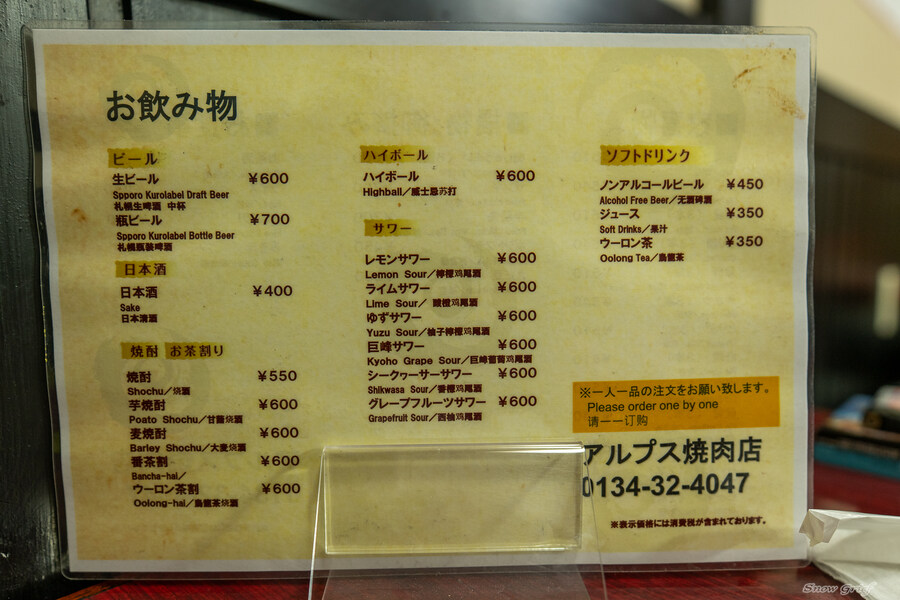 お飲み物
ビール
生ビール ¥600
Spporo Kurolabel Draft Beer
札幌生啤酒 中杯
瓶ビール ¥700
Spporo Kurolabel Bottle Beer
札幌瓶装啤酒
日本酒
日本酒 ¥400
Sake
日本清酒
焼酎 お茶割り
焼酎 ¥550
Shochu/烧酒
芋焼酎 ¥600
Poato Shochu/甘薯烧酒
麦焼酎 ¥600
Barley Shochu/大麦烧酒
番茶割 ¥600
Bancha-hai/
ウーロン茶割 ¥600
Oolong-hai/烏龍茶烧酒
ハイボール
ハイボール ¥600
Highball/威士忌苏打
サワー
レモンサワー ¥600
Lemon Sour/檸檬鸡尾酒
ライムサワー ¥600
Lime Sour/酸橙鸡尾酒
ゆずサワー ¥600
Yuzu Sour/柚子檸檬鸡尾酒
巨峰サワー ¥600
Kyoho Grape Sour/巨峰葡萄鸡尾酒
シークヮーサーサワー ¥600
Shikwasa Sour/香橙鸡尾酒
グレープフルーツサワー ¥600
Grapefruit Sour/西柚鸡尾酒
ソフトドリンク
ノンアルコールビール ¥450
Alcohol Free Beer/无酒碑酒
ジュース ¥350
Soft Drinks/果汁
ウーロン茶 ¥350
Oolong Tea/烏龍茶
※一人一品の注文をお願い致します。
Please order one by one
请一一订购
アルプス焼肉店
0134-32-4047
※表示価格には消費税が含まれております。